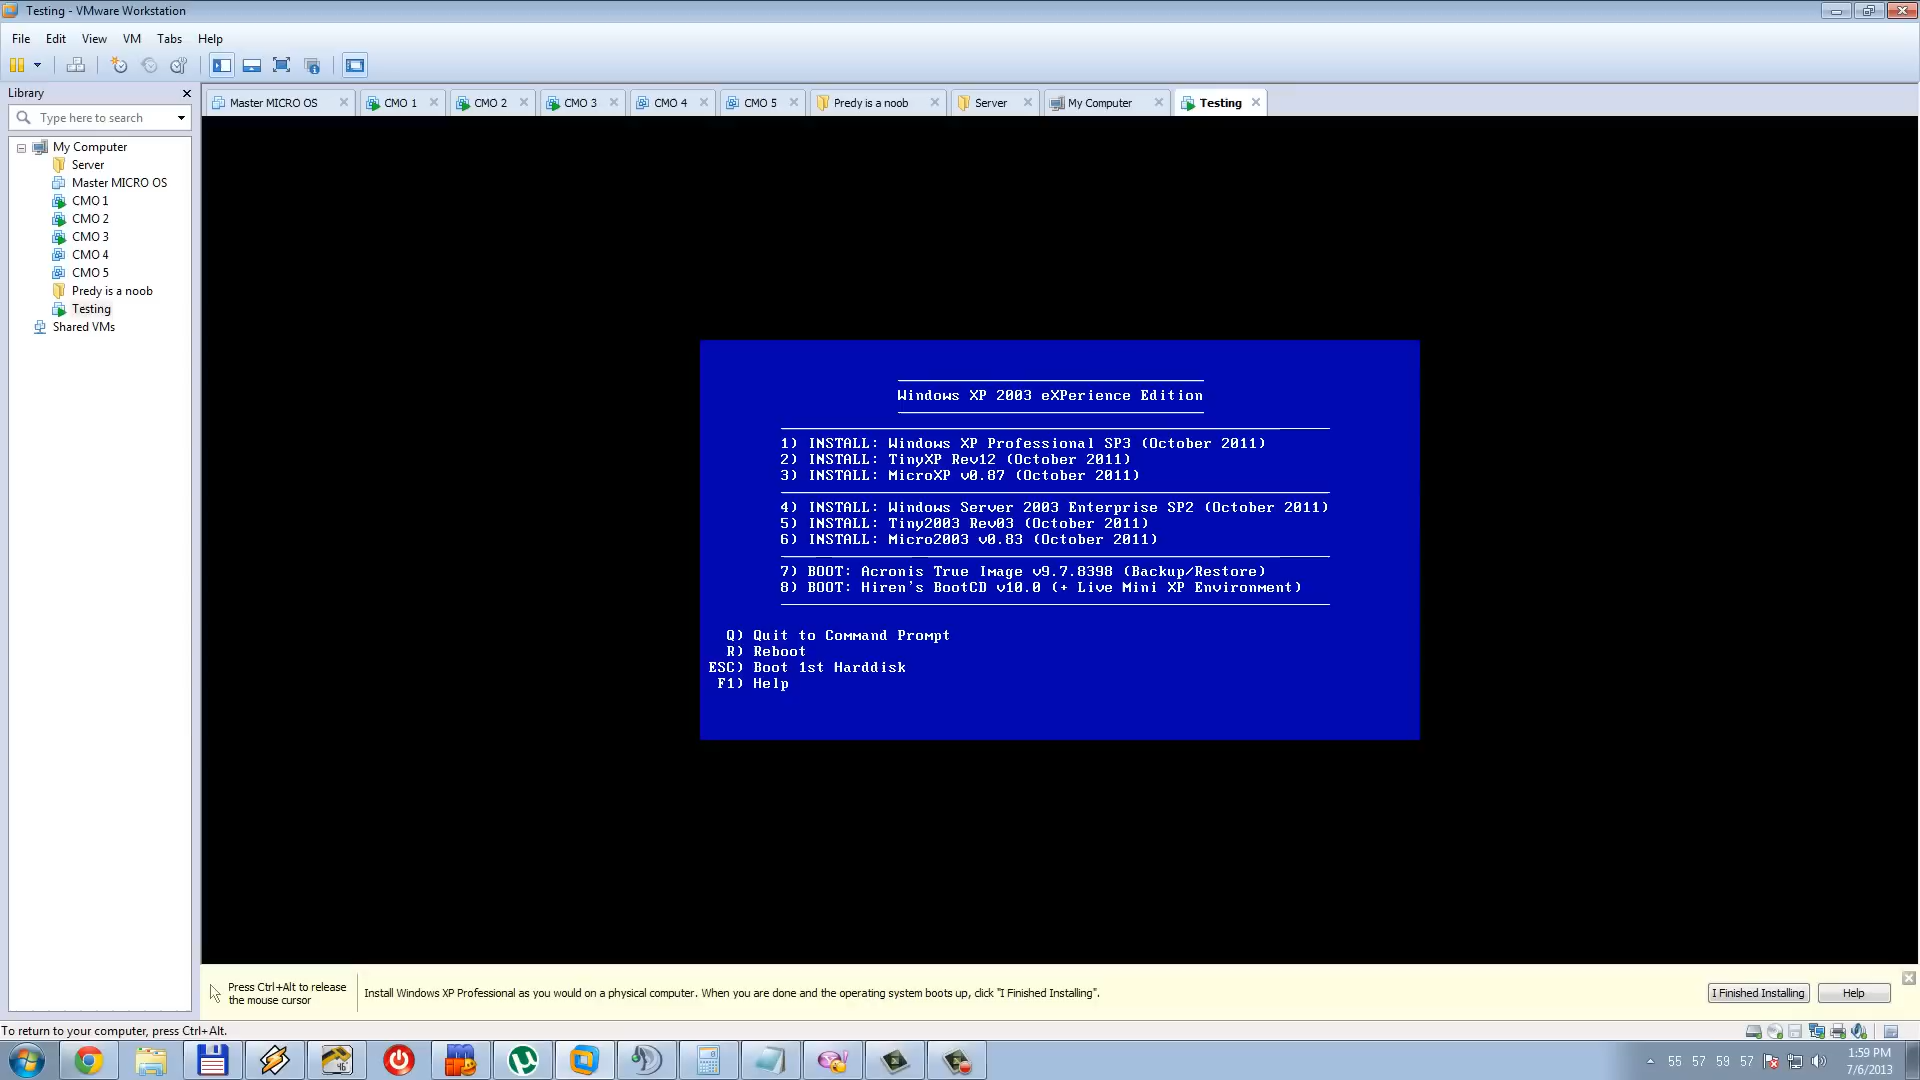 Testing - VMware Workstation
File Edit View VM Tabs Help
Library
Type here to search
My Computer
Server
Master MICRO OS
CMO 1
CMO 2
CMO 3
CMO 4
CMO 5
Predy is a noob
Testing
Shared VMs
Master MICRO OS CMO 1 CMO 2 CMO 3 CMO 4 CMO 5 Predy is a noob Server My Computer Testing
Windows XP 2003 eXPerience Edition
1) INSTALL: Windows XP Professional SP3 (October 2011)
2) INSTALL: TinyXP Rev12 (October 2011)
3) INSTALL: MicroXP v0.87 (October 2011)
4) INSTALL: Windows Server 2003 Enterprise SP2 (October 2011)
5) INSTALL: Tiny2003 Rev03 (October 2011)
6) INSTALL: Micro2003 v0.83 (October 2011)
7) BOOT: Acronis True Image v9.7.8398 (Backup/Restore)
8) BOOT: Hiren's BootCD v10.0 (+ Live Mini XP Environment)
Q) Quit to Command Prompt
R) Reboot
ESC) Boot 1st Harddisk
F1) Help
Press Ctrl+Alt to release
the mouse cursor
Install Windows XP Professional as you would on a physical computer. When you are done and the operating system boots up, click "I Finished Installing".
I Finished Installing
Help
To return to your computer, press Ctrl+Alt.
55 57 59 57
1:59 PM
7/6/2013